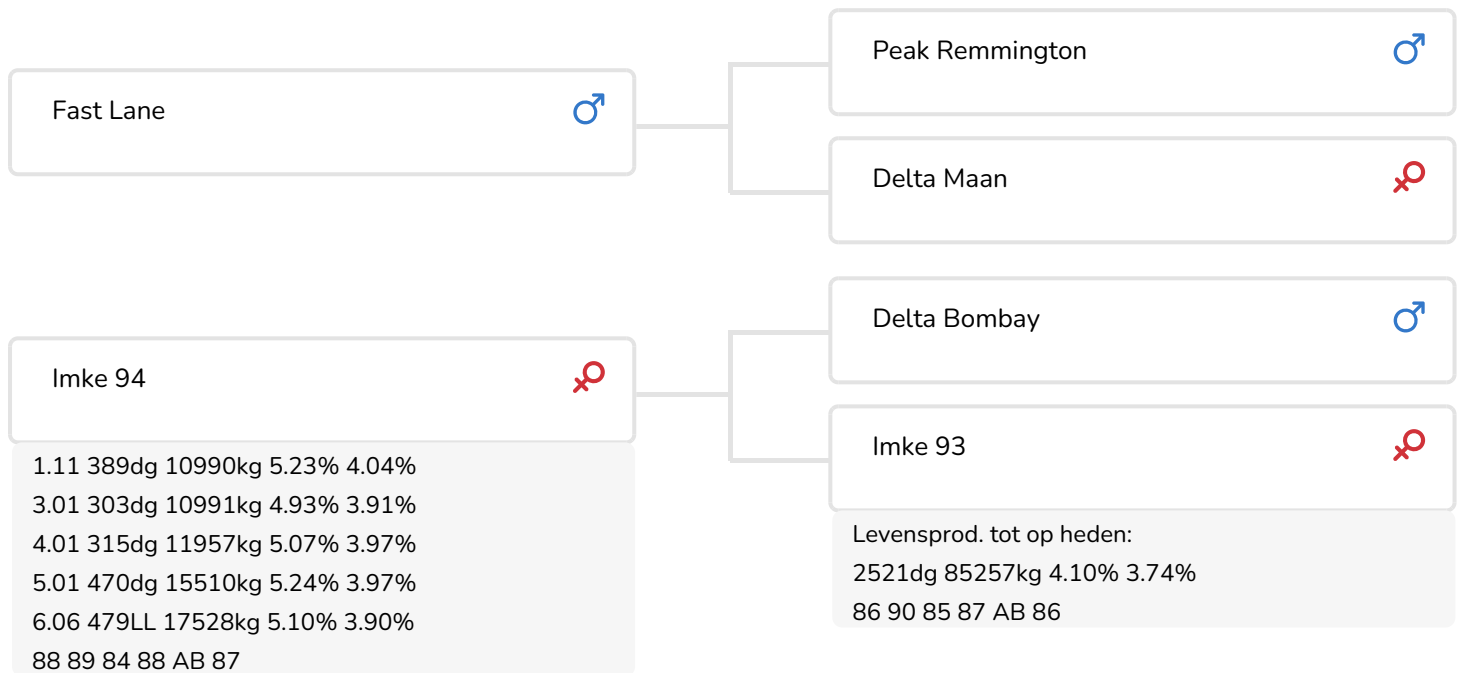 Fast Lane
Peak Remmington
Delta Maan
Imke 94
1.11 389dg 10990kg 5.23% 4.04%
3.01 303dg 10991kg 4.93% 3.91%
4.01 315dg 11957kg 5.07% 3.97%
5.01 470dg 15510kg 5.24% 3.97%
6.06 479LL 17528kg 5.10% 3.90%
88 89 84 88 AB 87
Delta Bombay
Imke 93
Levensprod. tot op heden:
2521dg 85257kg 4.10% 3.74%
86 90 85 87 AB 86